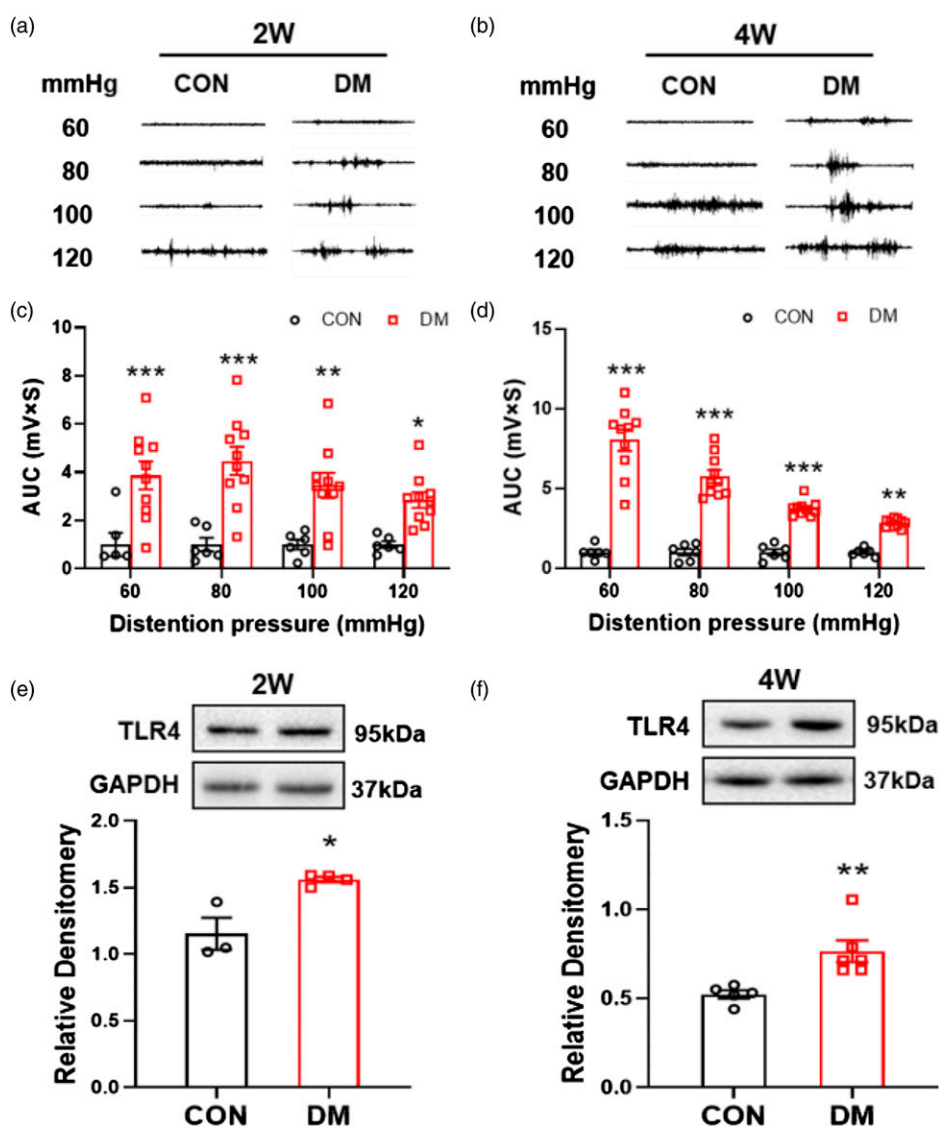 (a)
2W
mmHg CON DM
60
80
100
120
(b)
4W
mmHg CON DM
60
80
100
120
(c)
○ CON □ DM
AUC (mV×S)
10
8
6
4
2
0
*** *** ** *
60 80 100 120
Distention pressure (mmHg)
(d)
○ CON □ DM
AUC (mV×S)
15
10
5
0
*** *** *** **
60 80 100 120
Distention pressure (mmHg)
(e)
2W
TLR4 95kDa
GAPDH 37kDa
Relative Densitomery
2.0
1.5
1.0
0.5
0.0
*
CON DM
(f)
4W
TLR4 95kDa
GAPDH 37kDa
Relative Densitomery
1.5
1.0
0.5
0.0
**
CON DM